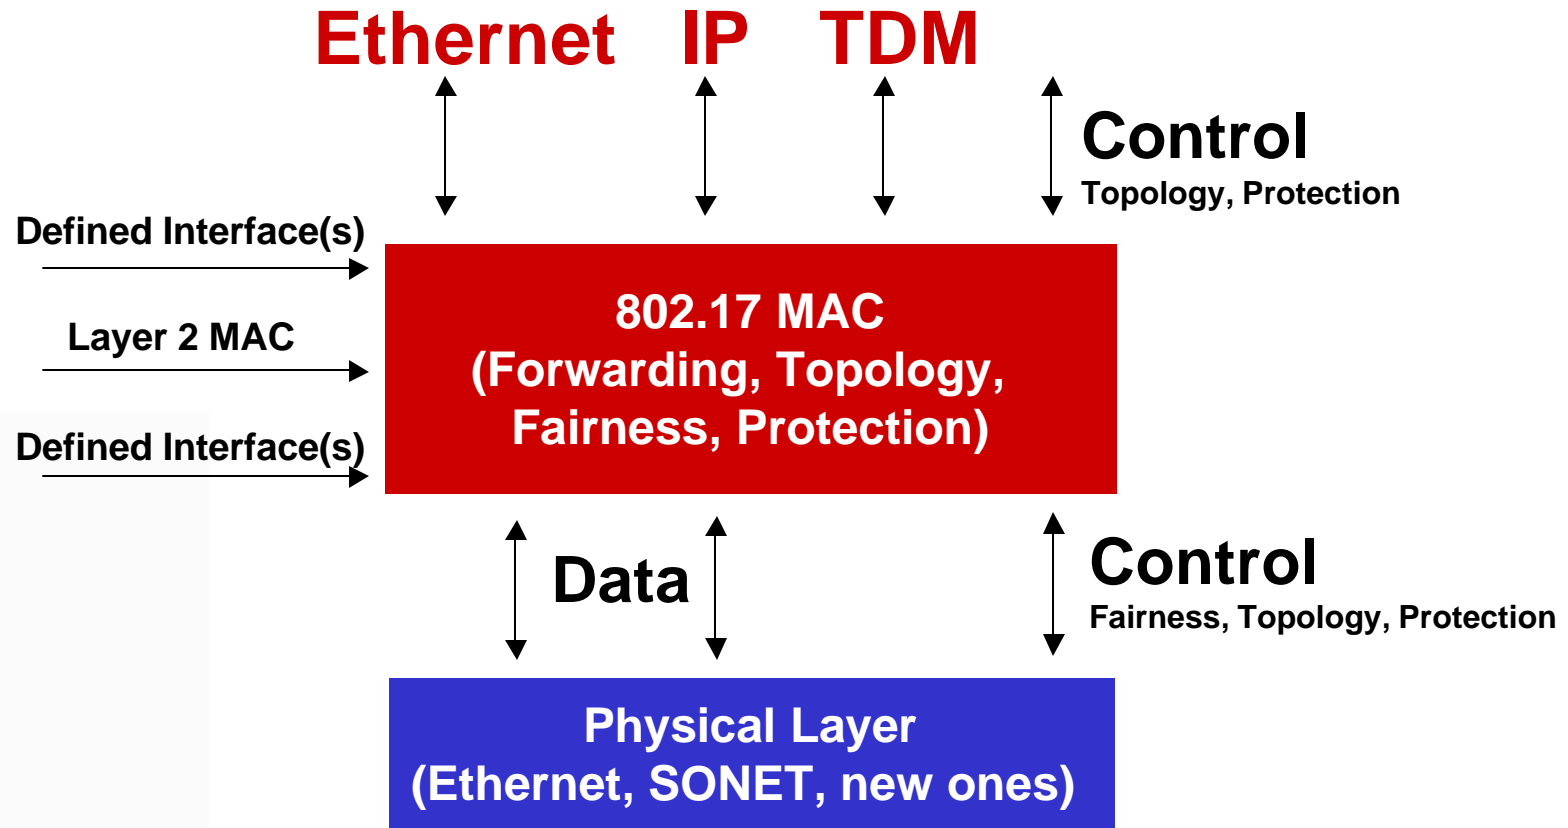 Ethernet IP TDM
Control
Topology, Protection
Defined Interface(s)
Layer 2 MAC
Defined Interface(s)
802.17 MAC
(Forwarding, Topology,
Fairness, Protection)
Data
Control
Fairness, Topology, Protection
Physical Layer
(Ethernet, SONET, new ones)